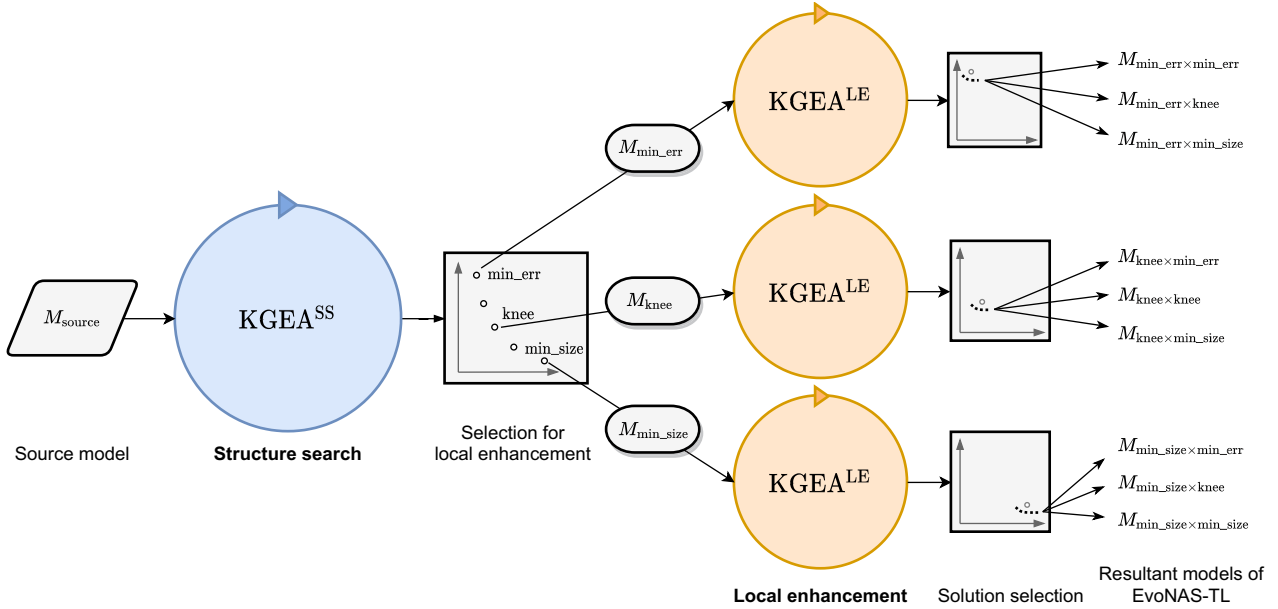 M_source
Source model
KGEA^SS
Structure search
min_err
knee
min_size
Selection for
local enhancement
M_min_err
M_knee
M_min_size
KGEA^LE
KGEA^LE
KGEA^LE
Local enhancement
Solution selection
M_min_err×min_err
M_min_err×knee
M_min_err×min_size
M_knee×min_err
M_knee×knee
M_knee×min_size
M_min_size×min_err
M_min_size×knee
M_min_size×min_size
Resultant models of
EvoNAS-TL